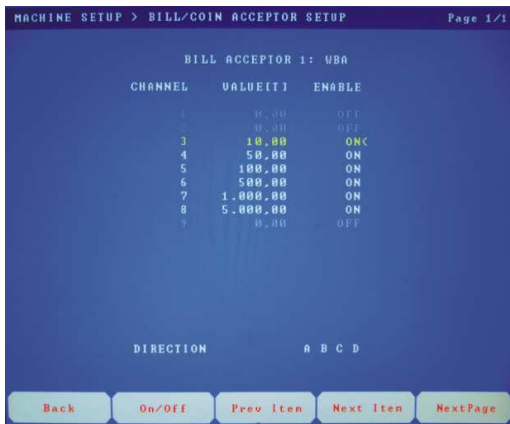 MACHINE SETUP > BILL/COIN ACCEPTOR SETUP Page 1/1
BILL ACCEPTOR 1: WBA
CHANNEL VALUE[T] ENABLE
1 0,00 OFF
2 0,00 OFF
3 10,00 ON<
4 50,00 ON
5 100,00 ON
6 500,00 ON
7 1.000,00 ON
8 5.000,00 ON
9 0,00 OFF
DIRECTION A B C D
Back On/Off Prev Item Next Item NextPage